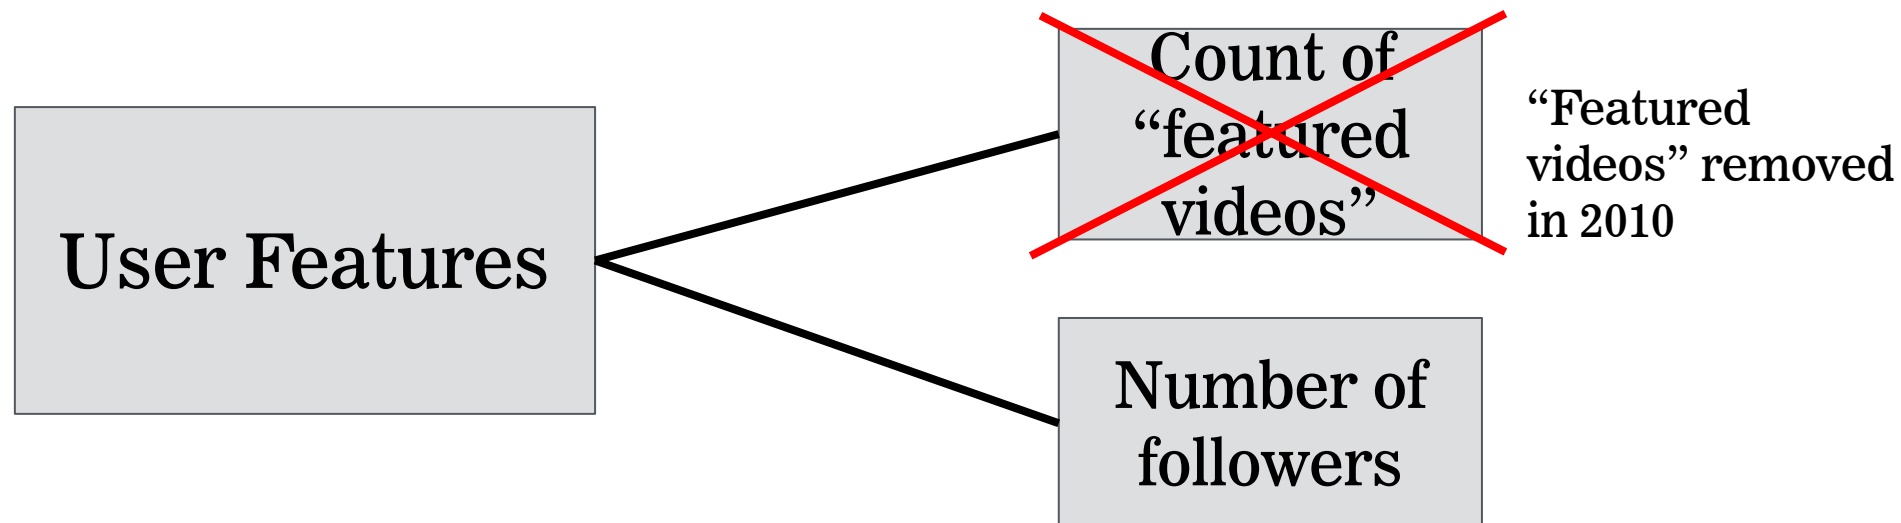 User Features
Count of
“featured
videos”
“Featured
videos” removed
in 2010
Number of
followers